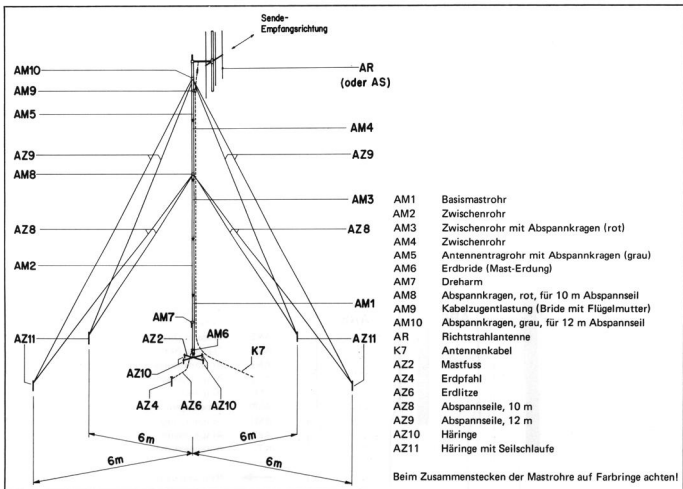 Sende-
Empfangsrichtung
AM10
AR
(oder AS)
AM9
AM5
AM4
AZ9
AZ9
AM8
AM3
AZ8
AZ8
AM2
AM1
AM7
AM6
AZ11
AZ2
AZ11
AZ10
K7
AZ4
AZ6
AZ10
6m
6m
6m
6m
AM1 Basismastrohr
AM2 Zwischenrohr
AM3 Zwischenrohr mit Abspannkragen (rot)
AM4 Zwischenrohr
AM5 Antennentragrohr mit Abspannkragen (grau)
AM6 Erdbride (Mast-Erdung)
AM7 Dreharm
AM8 Abspannkragen, rot, für 10 m Abspannseil
AM9 Kabelzugentlastung (Bride mit Flügelmutter)
AM10 Abspannkragen, grau, für 12 m Abspannseil
AR Richtstrahlantenne
K7 Antennenkabel
AZ2 Mastfuss
AZ4 Erdpfahl
AZ6 Erdlitze
AZ8 Abspannseile, 10 m
AZ9 Abspannseile, 12 m
AZ10 Häringe
AZ11 Häringe mit Seilschlaufe
Beim Zusammenstecken der Mastrohre auf Farbringe achten!